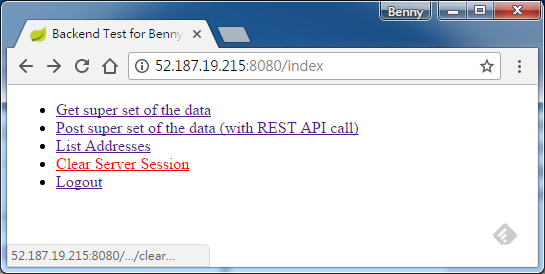 Benny
Backend Test for Benny
52.187.19.215:8080/index
Get super set of the data
Post super set of the data (with REST API call)
List Addresses
Clear Server Session
Logout
52.187.19.215:8080/.../clear...